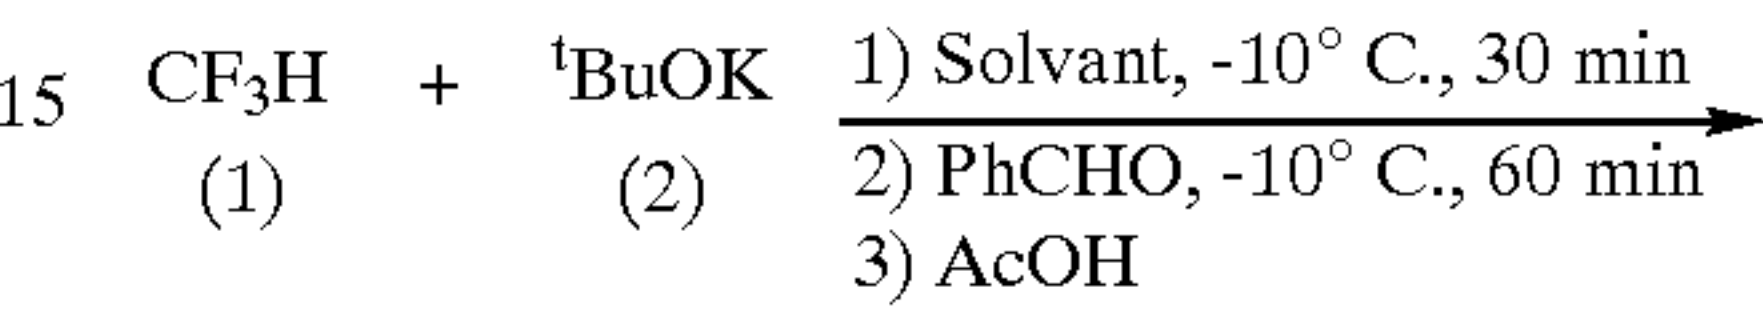 15 CF₃H + ᵗBuOK 1) Solvant, -10° C., 30 min
(1) (2) 2) PhCHO, -10° C., 60 min
3) AcOH